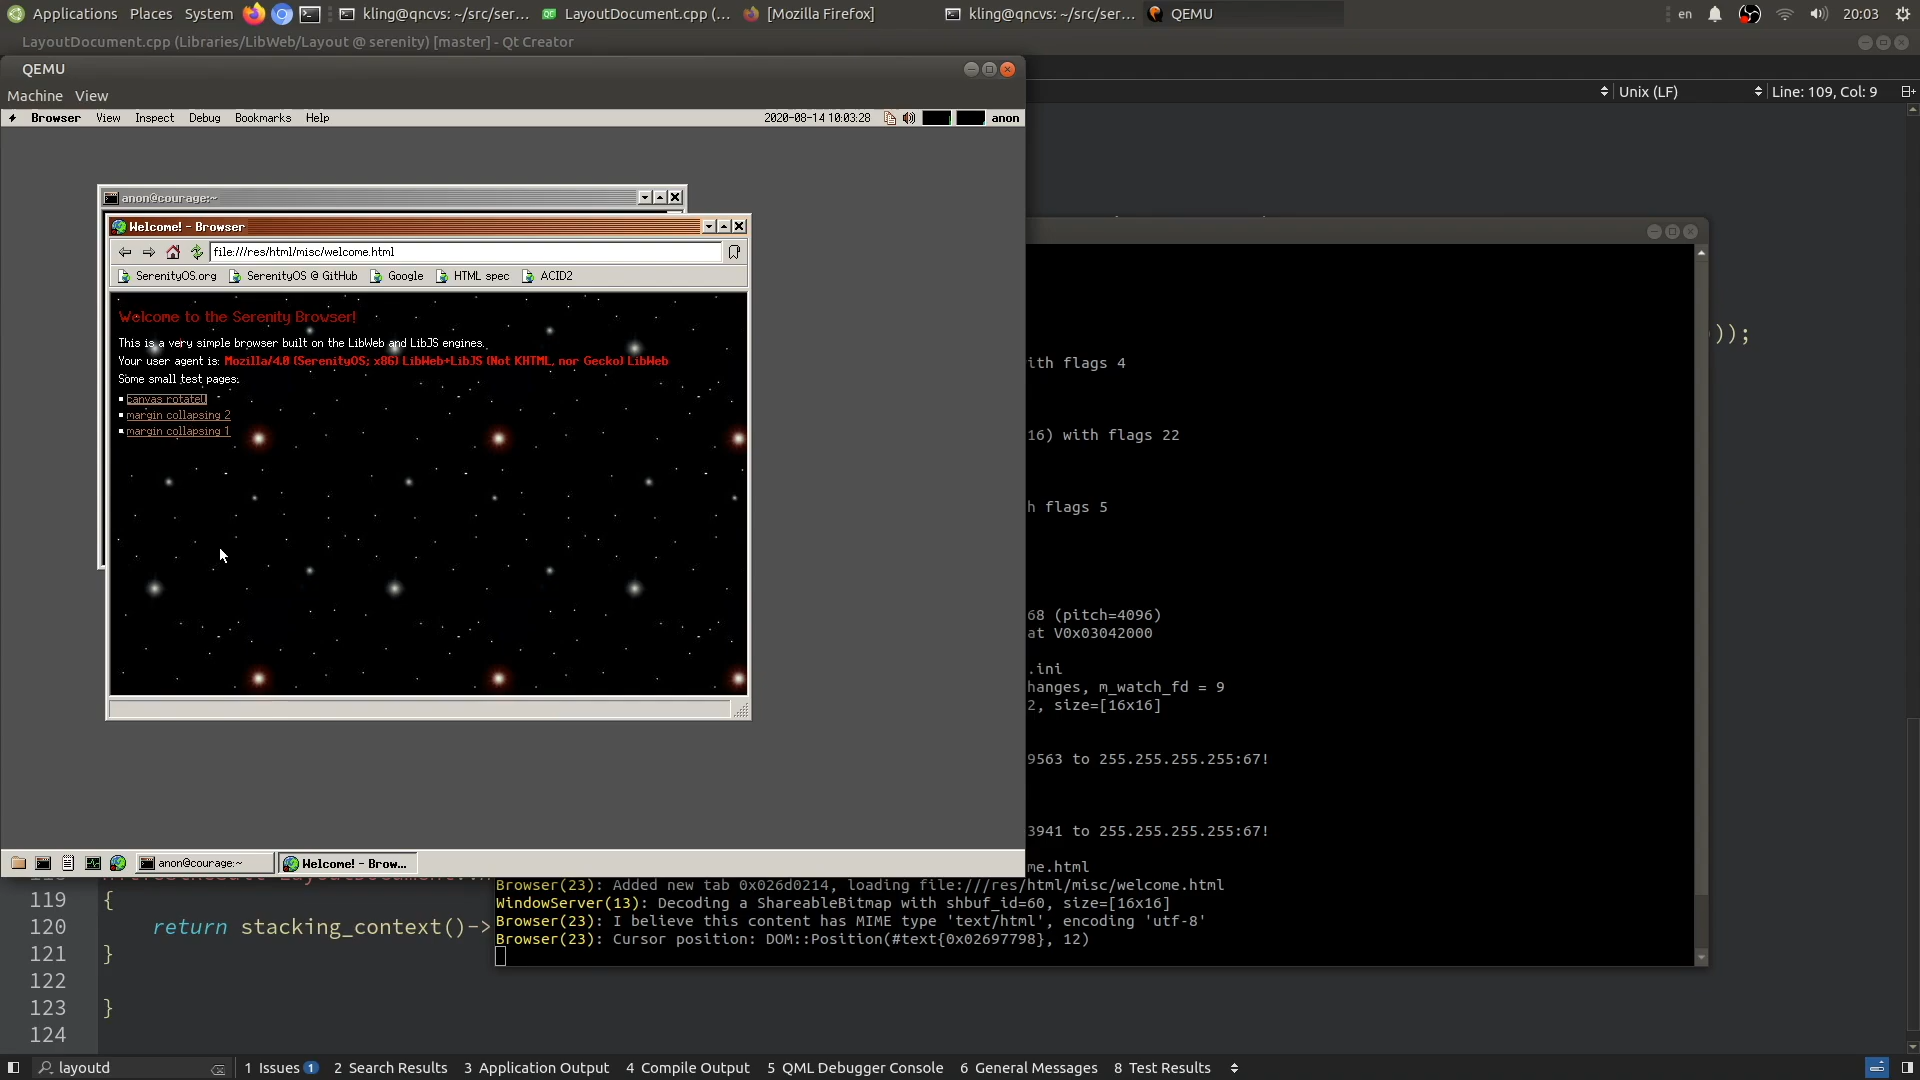 Applications Places System kling@qncvs: ~/src/ser... LayoutDocument.cpp (... [Mozilla Firefox] kling@qncvs: ~/src/ser... QEMU en 20:03
LayoutDocument.cpp (Libraries/LibWeb/Layout @ serenity) [master] - Qt Creator
QEMU
Machine View
Unix (LF) Line: 109, Col: 9
Browser View Inspect Debug Bookmarks Help 2020-08-14 10:03:28 anon
anon@courage:~
Welcome! - Browser
file:///res/html/misc/welcome.html
SerenityOS.org SerenityOS @ GitHub Google HTML spec ACID2
Welcome to the Serenity Browser!
This is a very simple browser built on the LibWeb and LibJS engines.
Your user agent is: Mozilla/4.0 (SerenityOS; x86) LibWeb+LibJS (Not KHTML, nor Gecko) LibWeb
Some small test pages:
canvas rotate()
margin collapsing 2
margin collapsing 1
));
ith flags 4
16) with flags 22
h flags 5
68 (pitch=4096)
at V0x03042000
.ini
hanges, m_watch_fd = 9
2, size=[16x16]
9563 to 255.255.255.255:67!
3941 to 255.255.255.255:67!
me.html
anon@courage:~ Welcome! - Brow...
Browser(23): Added new tab 0x026d0214, loading file:///res/html/misc/welcome.html
WindowServer(13): Decoding a ShareableBitmap with shbuf_id=60, size=[16x16]
Browser(23): I believe this content has MIME type 'text/html', encoding 'utf-8'
Browser(23): Cursor position: DOM::Position(#text{0x02697798}, 12)
119 {
120 return stacking_context()->
121 }
122
123 }
124
layoutd 1 Issues 1 2 Search Results 3 Application Output 4 Compile Output 5 QML Debugger Console 6 General Messages 8 Test Results